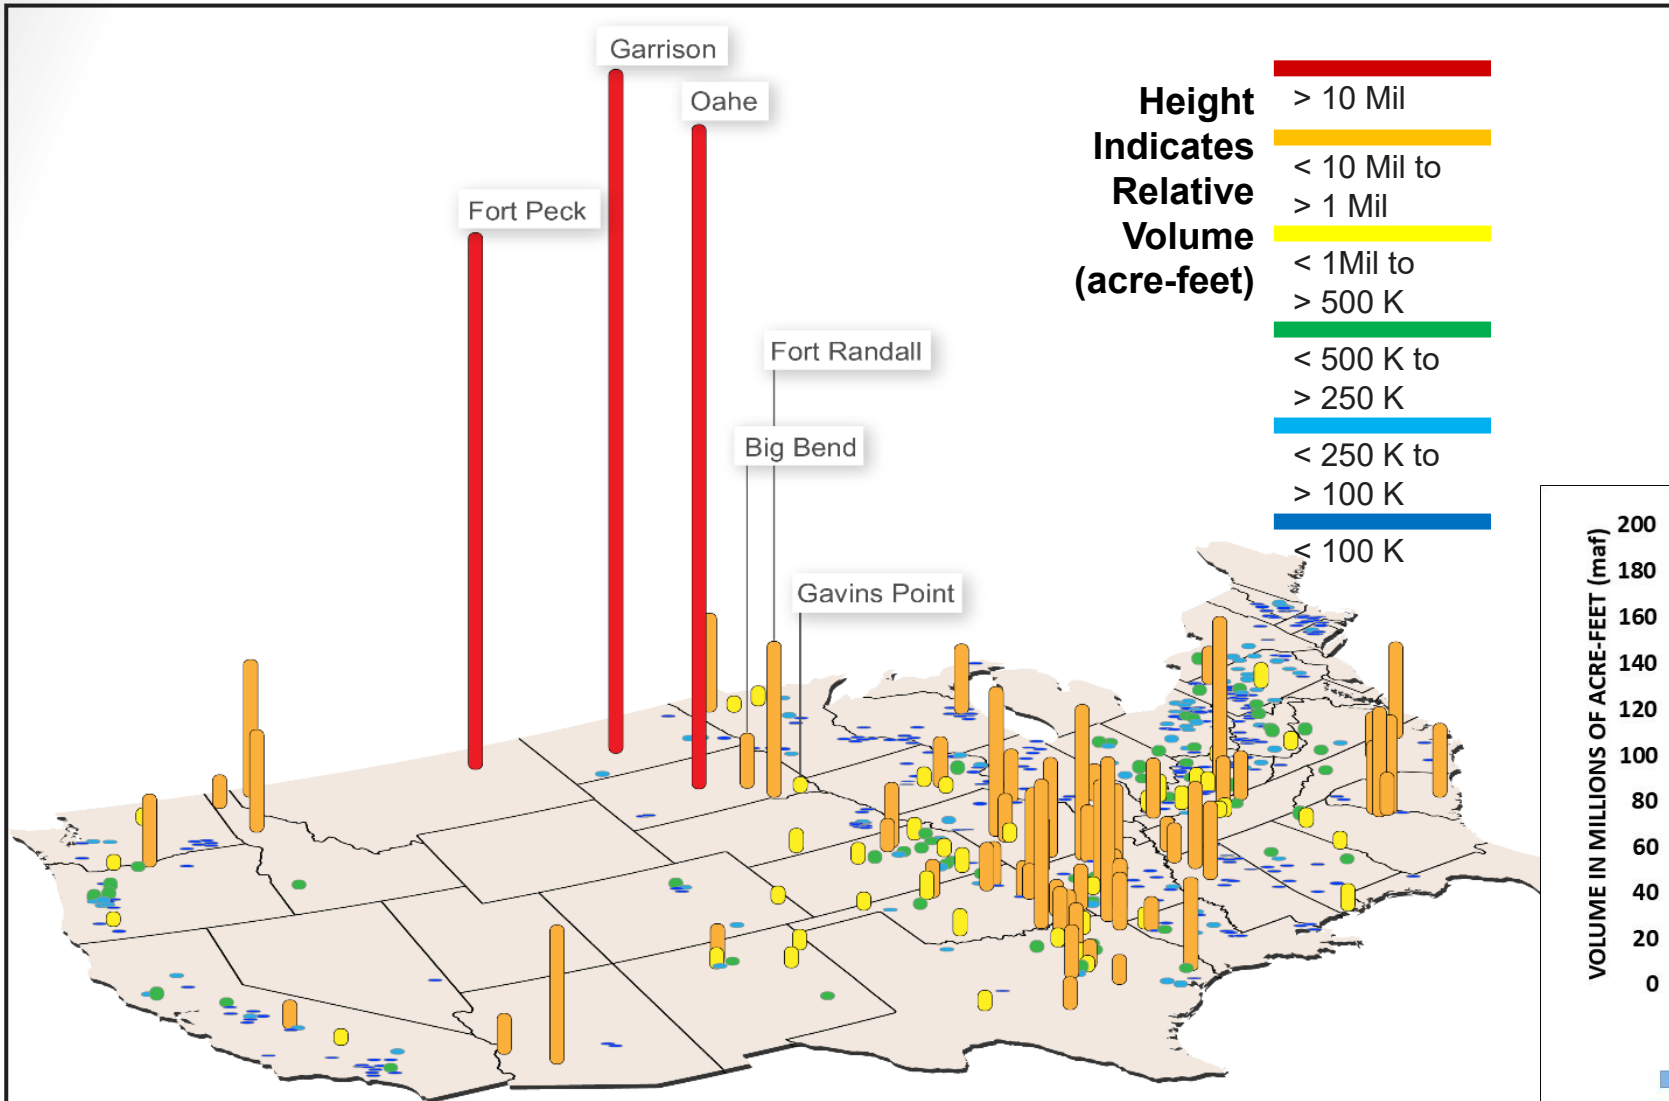 Garrison
Oahe
Fort Peck
Fort Randall
Big Bend
Gavins Point
Height
Indicates
Relative
Volume
(acre-feet)
> 10 Mil
< 10 Mil to
> 1 Mil
< 1Mil to
> 500 K
< 500 K to
> 250 K
< 250 K to
> 100 K
< 100 K
VOLUME IN MILLIONS OF ACRE-FEET (maf)
200
180
160
140
120
100
80
60
40
20
0